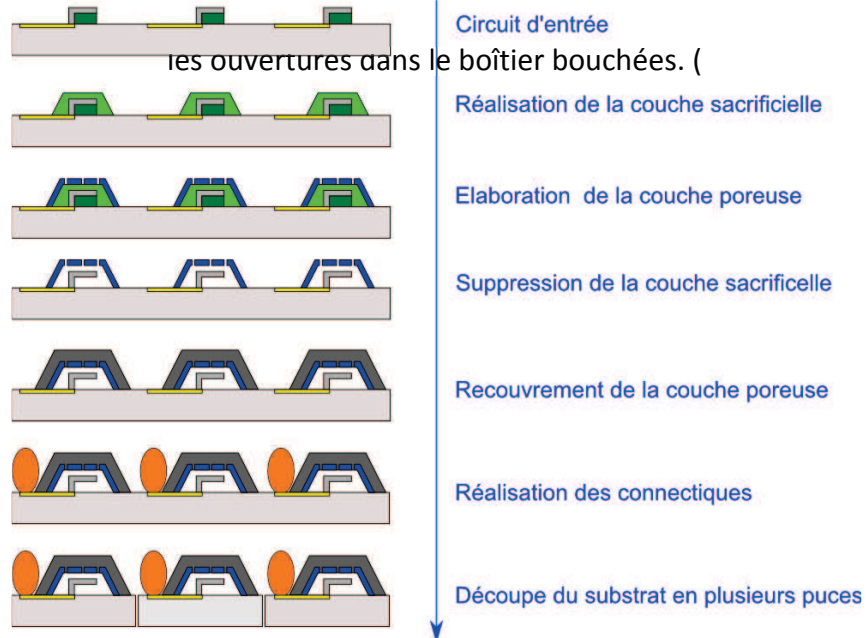 Circuit d'entrée
les ouvertures dans le boîtier bouchées. (
Réalisation de la couche sacrificielle
Elaboration de la couche poreuse
Suppression de la couche sacrificelle
Recouvrement de la couche poreuse
Réalisation des connectiques
Découpe du substrat en plusieurs puces